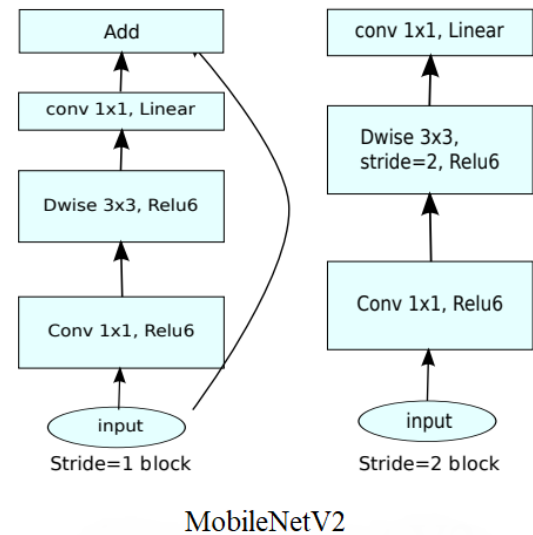 Add
conv 1x1, Linear
Dwise 3x3, Relu6
Conv 1x1, Relu6
input
Stride=1 block
conv 1x1, Linear
Dwise 3x3,
stride=2, Relu6
Conv 1x1, Relu6
input
Stride=2 block
MobileNetV2